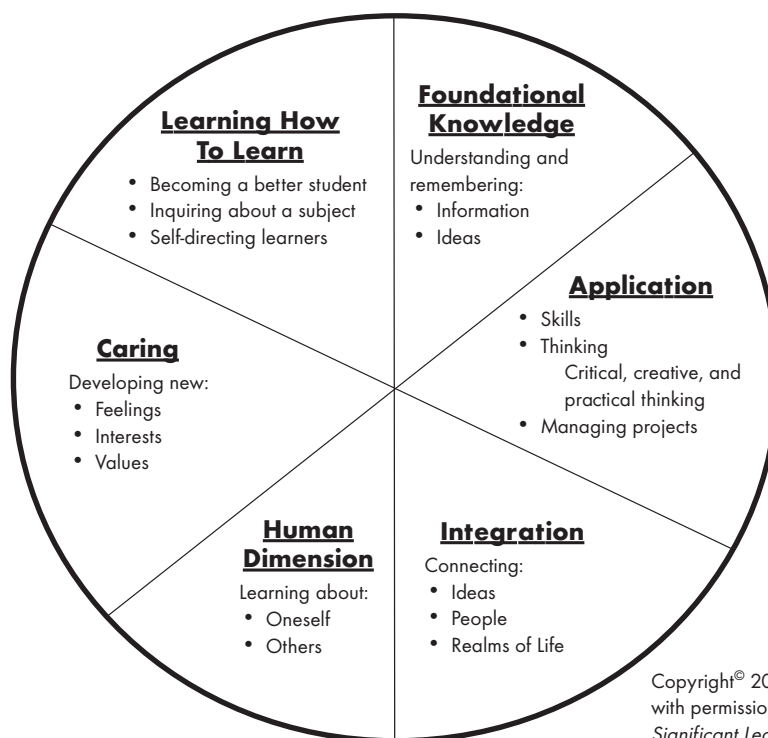 Learning How
To Learn
• Becoming a better student
• Inquiring about a subject
• Self-directing learners
Foundational
Knowledge
Understanding and
remembering:
• Information
• Ideas
Application
• Skills
• Thinking
Critical, creative, and
practical thinking
• Managing projects
Integration
Connecting:
• Ideas
• People
• Realms of Life
Human
Dimension
Learning about:
• Oneself
• Others
Caring
Developing new:
• Feelings
• Interests
• Values
Copyright©
with permissio
Significant